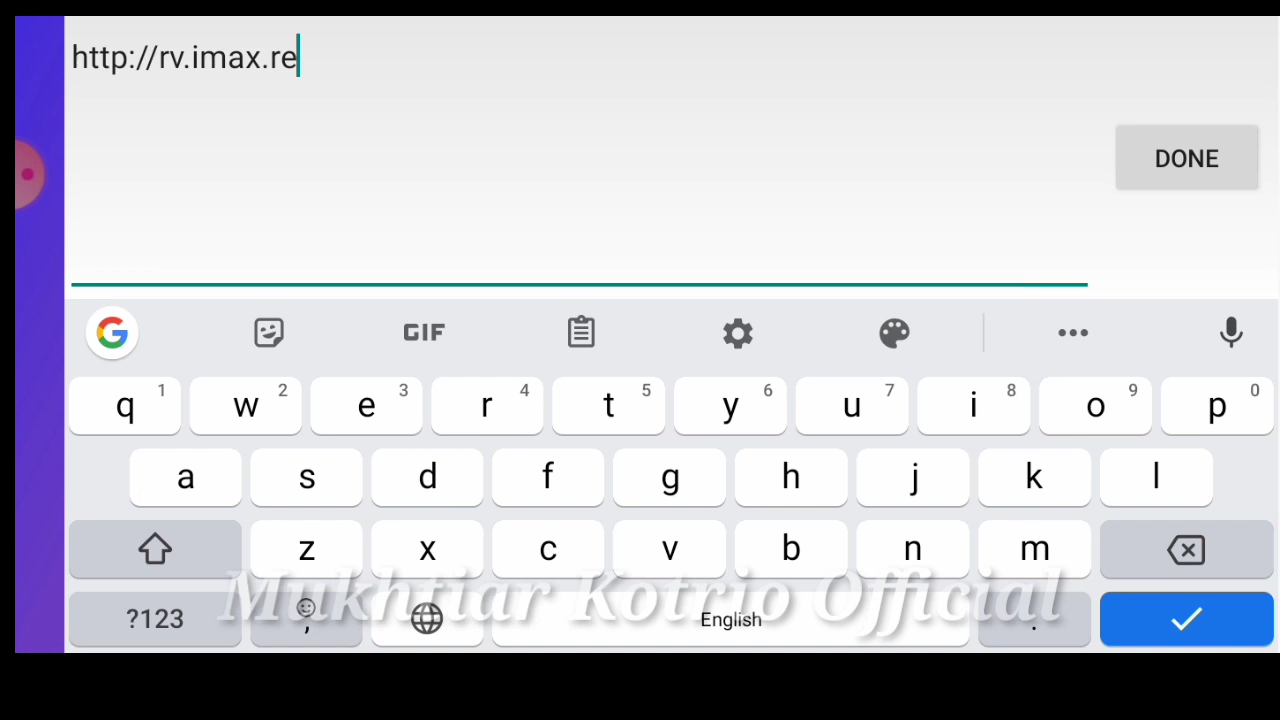 http://rv.imax.re
DONE
GIF
q 1 w 2 e 3 r 4 t 5 y 6 u 7 i 8 o 9 p 0
a s d f g h j k l
z x c v b n m
Mukhtiar Kotrio Official
?123 , English .